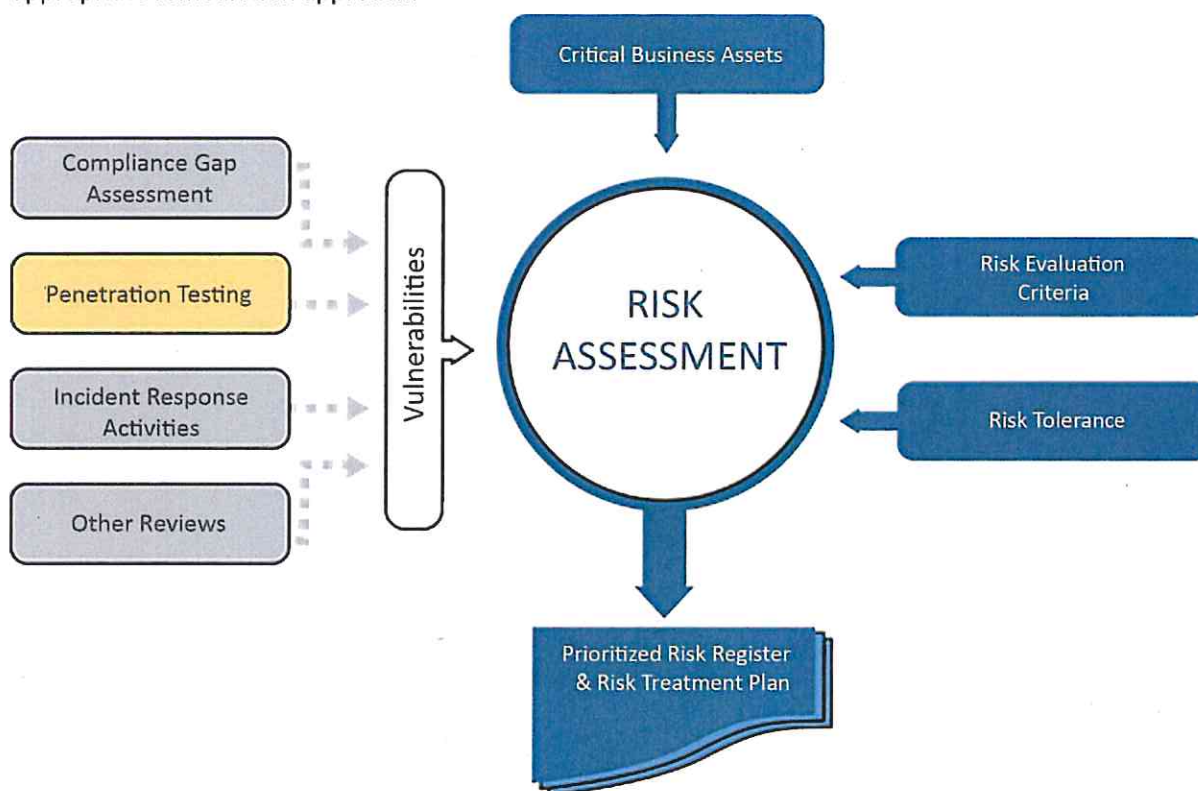 Critical Business Assets
Compliance Gap
Assessment
Penetration Testing
Incident Response
Activities
Other Reviews
Vulnerabilities
RISK
ASSESSMENT
Risk Evaluation
Criteria
Risk Tolerance
Prioritized Risk Register
& Risk Treatment Plan